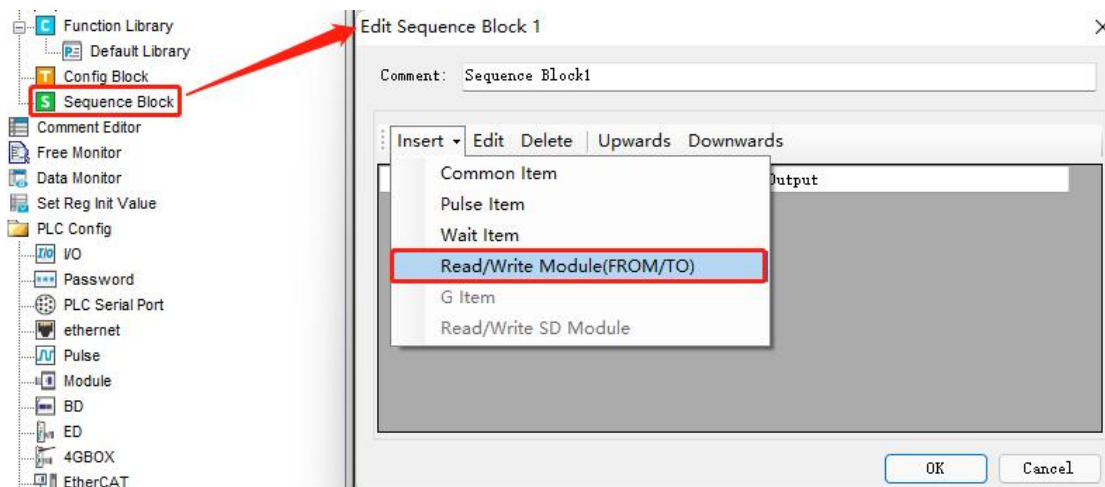 Function Library
Default Library
Config Block
Sequence Block
Comment Editor
Free Monitor
Data Monitor
Set Reg Init Value
PLC Config
I/O
Password
PLC Serial Port
ethernet
Pulse
Module
BD
ED
4GBOX
EtherCAT
Edit Sequence Block 1
Comment: Sequence Block1
Insert Edit Delete Upwards Downwards
Common Item
Pulse Item
Wait Item
Read/Write Module(FROM/TO)
G Item
Read/Write SD Module
Output
OK Cancel